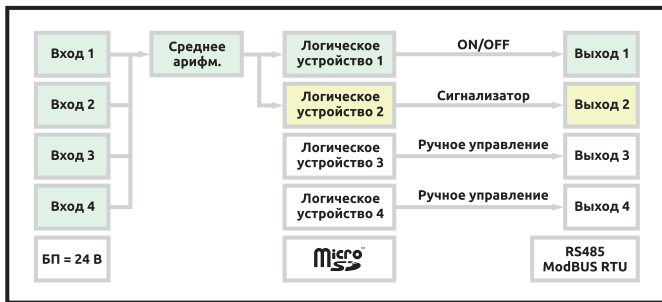 Вход 1
Среднее
арифм.
Логическое
устройство 1
ON/OFF
Выход 1
Вход 2
Логическое
устройство 2
Сигнализатор
Выход 2
Вход 3
Логическое
устройство 3
Ручное управление
Выход 3
Вход 4
Логическое
устройство 4
Ручное управление
Выход 4
БП = 24 В
Micro
SD
RS485
ModBUS RTU